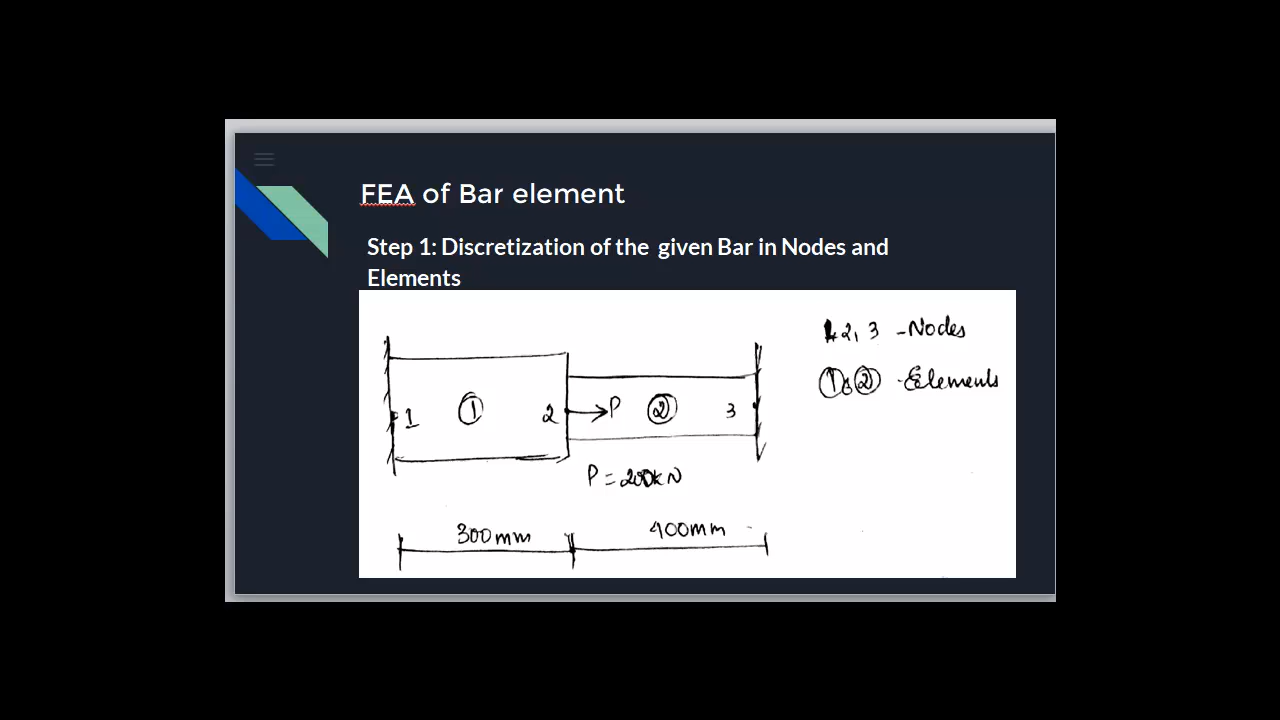 FEA of Bar element
Step 1: Discretization of the given Bar in Nodes and
Elements
1, 2, 3 - Nodes
① & ② - Elements
1 ① 2 P ② 3
P = 200kN
300mm 400mm